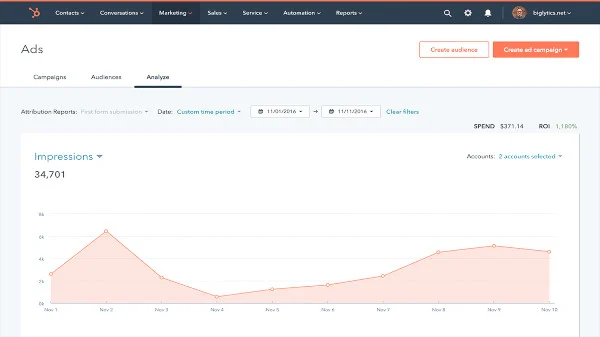 Contacts Conversations Marketing Sales Service Automation Reports biglytics.net
Ads
Create audience Create ad campaign
Campaigns Audiences Analyze
Attribution Reports: First form submission Date: Custom time period 11/01/2016 11/11/2016 Clear filters
SPEND $371.14 ROI 1,180%
Impressions Accounts: 2 accounts selected
34,701
8k
6k
4k
2k
0k
Nov 1 Nov 2 Nov 3 Nov 4 Nov 5 Nov 6 Nov 7 Nov 8 Nov 9 Nov 10